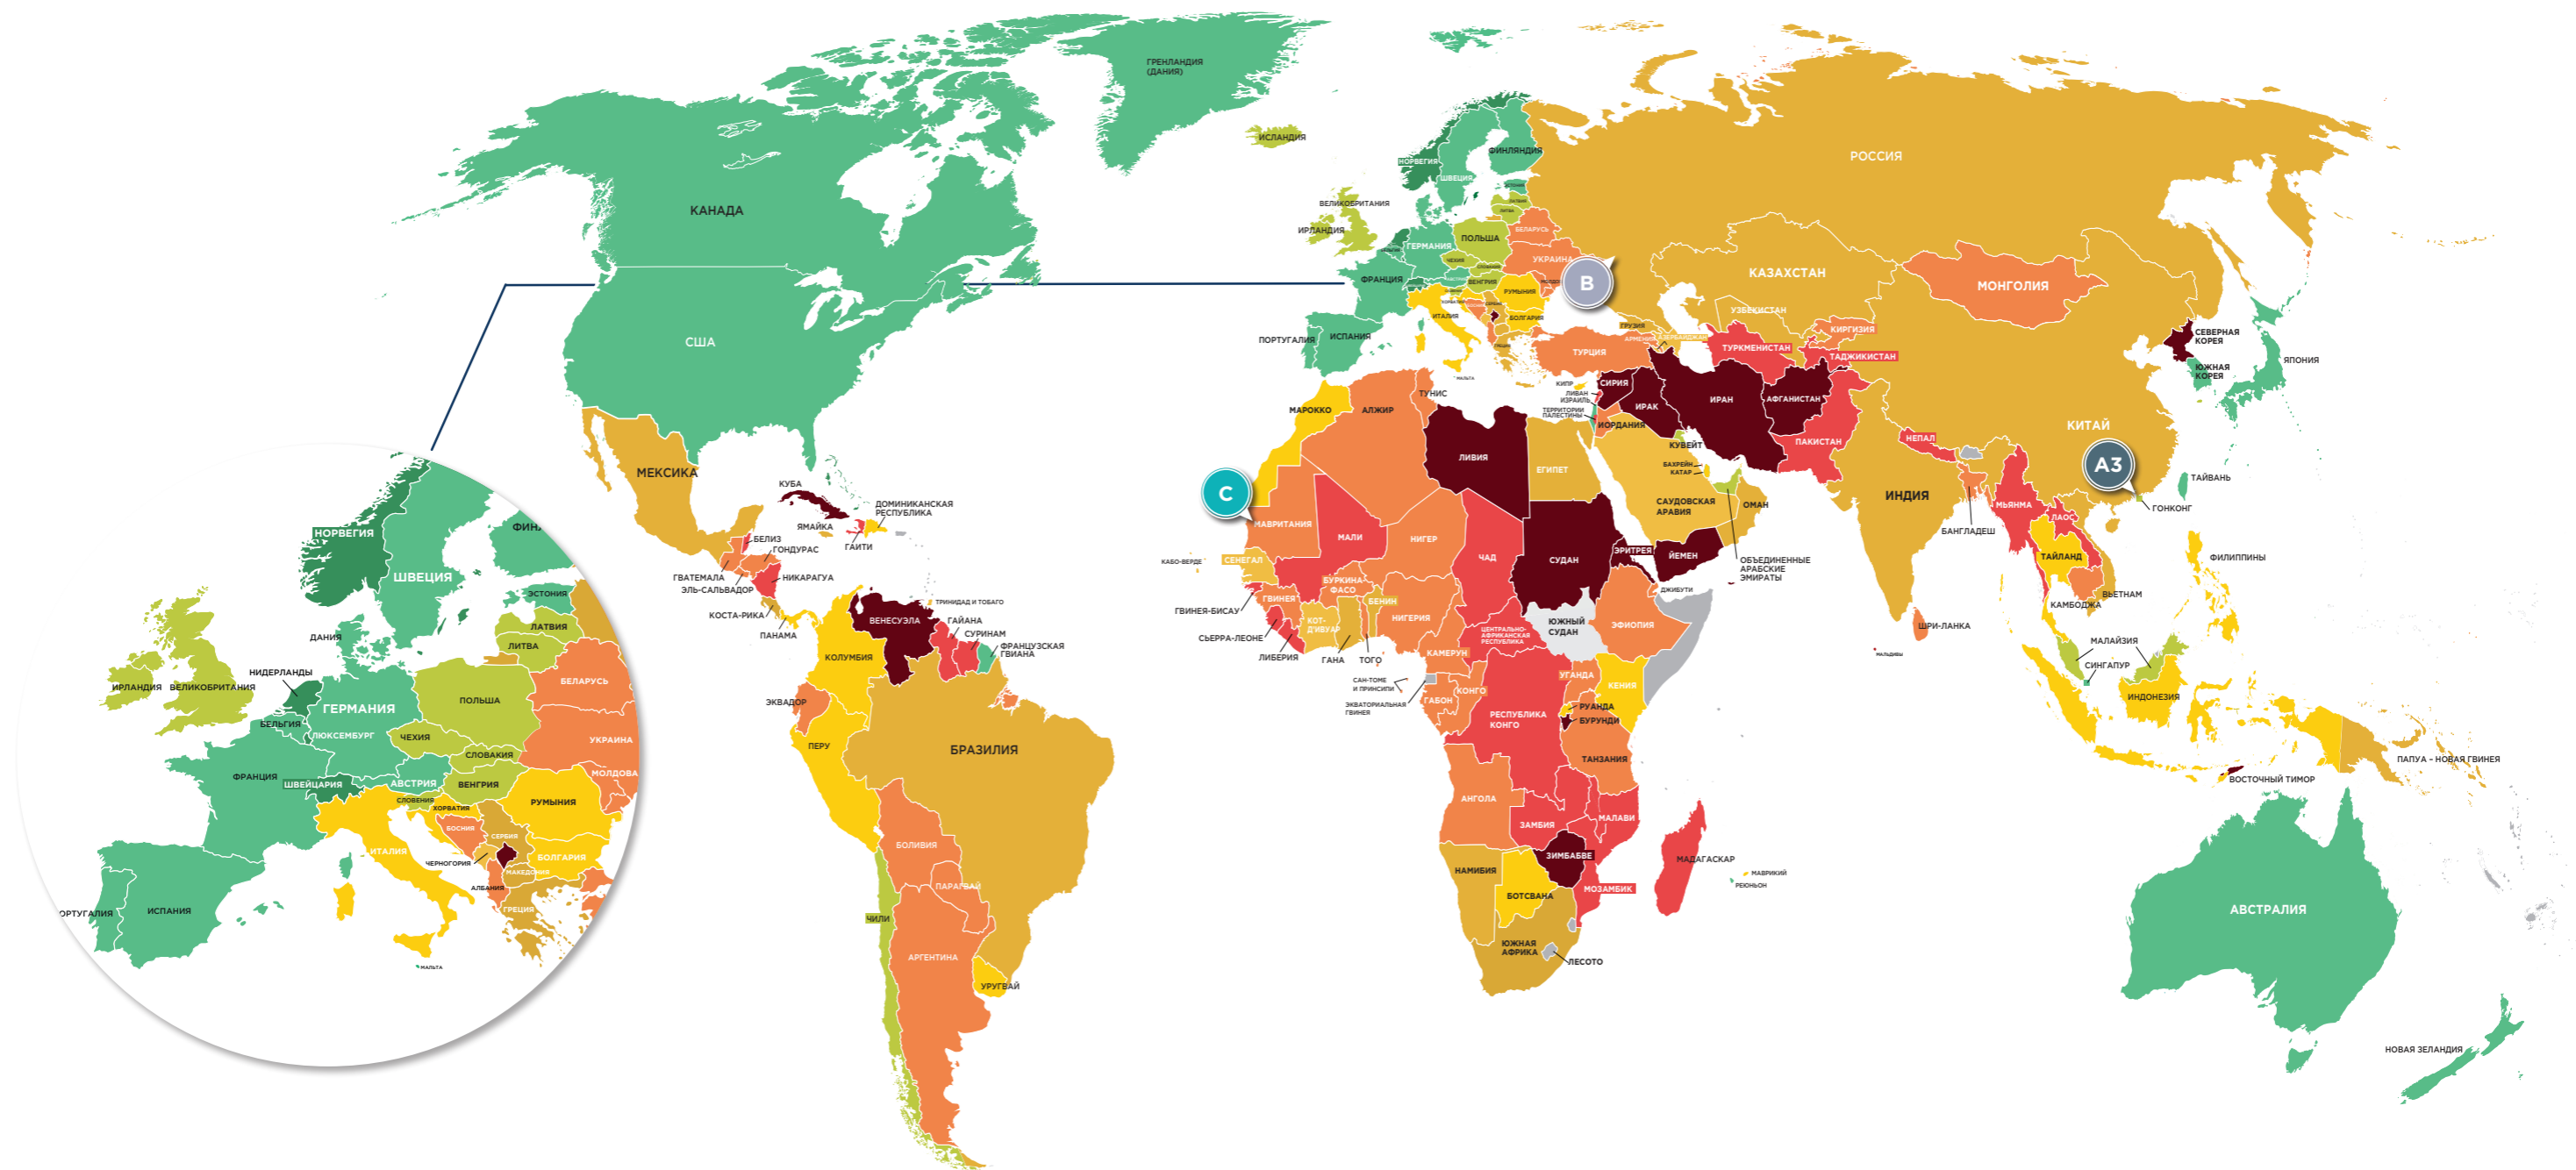 ГРЕНЛАНДИЯ
(ДАНИЯ)
ИСЛАНДИЯ
КАНАДА
США
МЕКСИКА
КУБА
ЯМАЙКА
ДОМИНИКАНСКАЯ
РЕСПУБЛИКА
ГАИТИ
БЕЛИЗ
ГОНДУРАС
ГВАТЕМАЛА
ЭЛЬ-САЛЬВАДОР
НИКАРАГУА
КОСТА-РИКА
ПАНАМА
ТРИНИДАД И ТОБАГО
ВЕНЕСУЭЛА
ГАЙАНА
СУРИНАМ
ФРАНЦУЗСКАЯ
ГВИАНА
КОЛУМБИЯ
ЭКВАДОР
ПЕРУ
БРАЗИЛИЯ
БОЛИВИЯ
ПАРАГВАЙ
ЧИЛИ
АРГЕНТИНА
УРУГВАЙ
НОРВЕГИЯ
ШВЕЦИЯ
ФИНЛЯНДИЯ
ЭСТОНИЯ
ЛАТВИЯ
ЛИТВА
ВЕЛИКОБРИТАНИЯ
ИРЛАНДИЯ
ГЕРМАНИЯ
ПОЛЬША
БЕЛАРУСЬ
УКРАИНА
ЧЕХИЯ
ФРАНЦИЯ
ВЕНГРИЯ
РУМЫНИЯ
ИТАЛИЯ
БОЛГАРИЯ
ПОРТУГАЛИЯ
ИСПАНИЯ
МАЛЬТА
B
РОССИЯ
КАЗАХСТАН
МОНГОЛИЯ
УЗБЕКИСТАН
ГРУЗИЯ
АРМЕНИЯ
АЗЕРБАЙДЖАН
ТУРЦИЯ
ТУРКМЕНИСТАН
КИРГИЗИЯ
ТАДЖИКИСТАН
СЕВЕРНАЯ
КОРЕЯ
ЮЖНАЯ
КОРЕЯ
ЯПОНИЯ
КИПР
ЛИВАН
ИЗРАИЛЬ
ТЕРРИТОРИИ
ПАЛЕСТИНЫ
СИРИЯ
ИРАК
ИРАН
АФГАНИСТАН
ИОРДАНИЯ
КУВЕЙТ
БАХРЕЙН
КАТАР
САУДОВСКАЯ
АРАВИЯ
ОМАН
ЙЕМЕН
ОБЪЕДИНЕННЫЕ
АРАБСКИЕ
ЭМИРАТЫ
ПАКИСТАН
НЕПАЛ
ИНДИЯ
БАНГЛАДЕШ
ШРИ-ЛАНКА
МАЛЬДИВЫ
КИТАЙ
A3
ТАЙВАНЬ
ГОНКОНГ
МЬЯНМА
ЛАОС
ТАЙЛАНД
ВЬЕТНАМ
КАМБОДЖА
ФИЛИППИНЫ
МАЛАЙЗИЯ
СИНГАПУР
ИНДОНЕЗИЯ
ПАПУА - НОВАЯ ГВИНЕЯ
ВОСТОЧНЫЙ ТИМОР
АВСТРАЛИЯ
НОВАЯ ЗЕЛАНДИЯ
МАРОККО
АЛЖИР
ТУНИС
ЛИВИЯ
ЕГИПЕТ
C
МАВРИТАНИЯ
МАЛИ
НИГЕР
ЧАД
СУДАН
ЭРИТРЕЯ
ДЖИБУТИ
КАБО-ВЕРДЕ
СЕНЕГАЛ
ГВИНЕЯ-БИСАУ
ГВИНЕЯ
СЬЕРРА-ЛЕОНЕ
ЛИБЕРИЯ
КОТ-
Д'ИВУАР
БУРКИНА-
ФАСО
ГАНА
ТОГО
БЕНИН
НИГЕРИЯ
КАМЕРУН
ЦЕНТРАЛЬНО-
АФРИКАНСКАЯ
РЕСПУБЛИКА
ЮЖНЫЙ
СУДАН
ЭФИОПИЯ
САН-ТОМЕ
И ПРИНСИПИ
ЭКВАТОРИАЛЬНАЯ
ГВИНЕЯ
ГАБОН
КОНГО
РЕСПУБЛИКА
КОНГО
УГАНДА
КЕНИЯ
РУАНДА
БУРУНДИ
ТАНЗАНИЯ
АНГОЛА
ЗАМБИЯ
МАЛАВИ
ЗИМБАБВЕ
МОЗАМБИК
МАДАГАСКАР
МАВРИКИЙ
РЕЮНЬОН
НАМИБИЯ
БОТСВАНА
ЮЖНАЯ
АФРИКА
ЛЕСОТО
НОРВЕГИЯ
ШВЕЦИЯ
ФИН
ЭСТОНИЯ
ЛАТВИЯ
ЛИТВА
ДАНИЯ
НИДЕРЛАНДЫ
ИРЛАНДИЯ
ВЕЛИКОБРИТАНИЯ
ГЕРМАНИЯ
ПОЛЬША
БЕЛАРУСЬ
БЕЛЬГИЯ
ЛЮКСЕМБУРГ
ЧЕХИЯ
УКРАИНА
СЛОВАКИЯ
ФРАНЦИЯ
ШВЕЙЦАРИЯ
АВСТРИЯ
ВЕНГРИЯ
МОЛДОВА
СЛОВЕНИЯ
ХОРВАТИЯ
РУМЫНИЯ
БОСНИЯ
СЕРБИЯ
ИТАЛИЯ
ЧЕРНОГОРИЯ
БОЛГАРИЯ
МАКЕДОНИЯ
АЛБАНИЯ
ГРЕЦИЯ
ОРТУГАЛИЯ
ИСПАНИЯ
МАЛЬТА